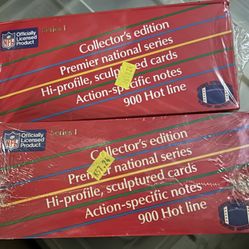 NFL
Officially
Licensed
Product
Series I
Collector's edition
Premier national series
Hi-profile, sculptured cards
Action-specific notes
900 Hot line
NFL
Officially
Licensed
Product
Series I
Collector's edition
Premier national series
Hi-profile, sculptured cards
Action-specific notes
900 Hot line